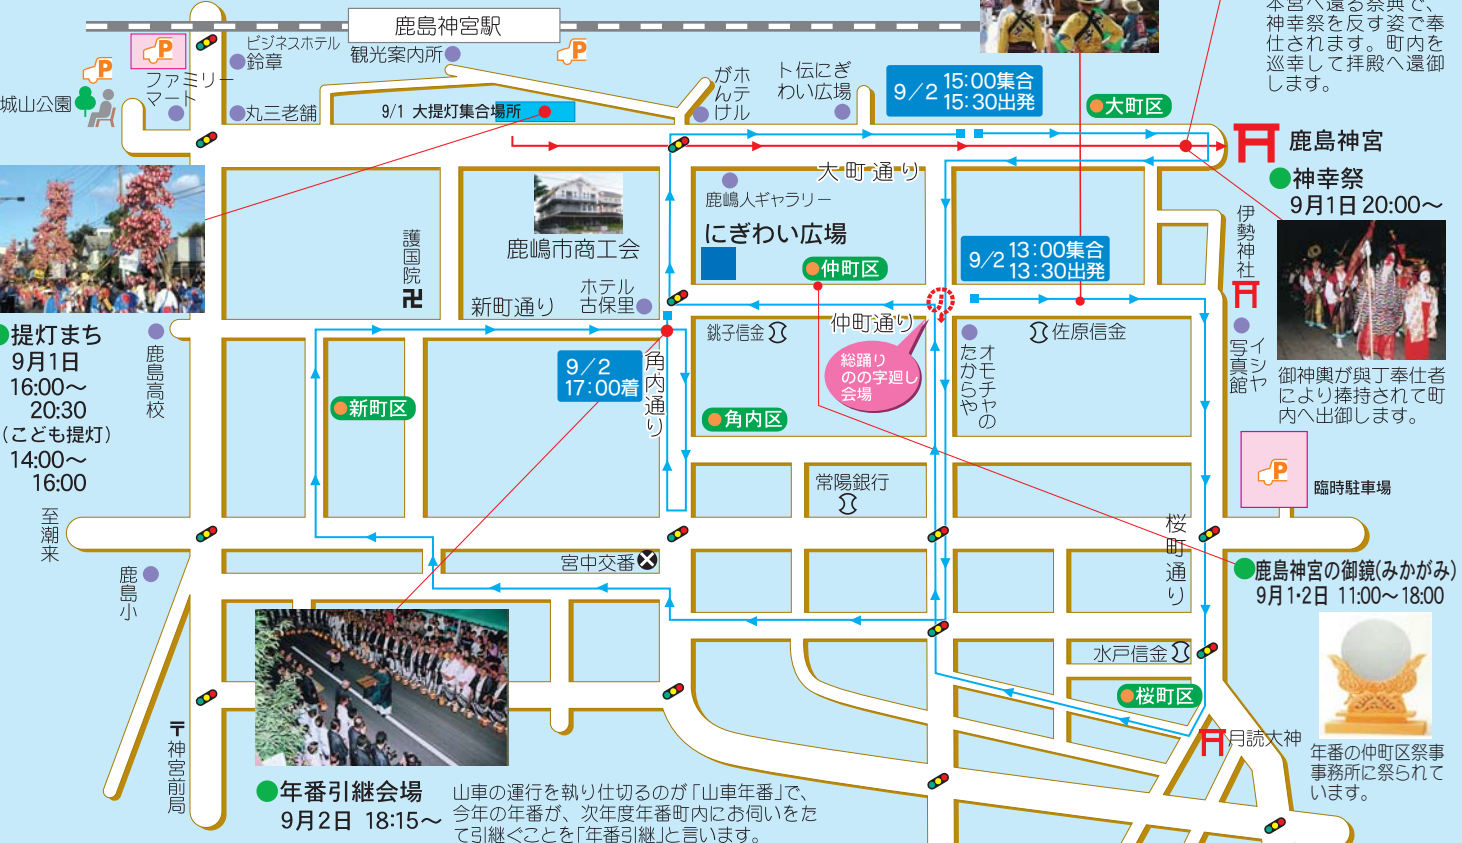 鹿島神宮駅
本宮へ還る祭典で、
神幸祭を反す姿で奉
仕されます。町内を
巡幸して拝殿へ還御
します。
P
ビジネスホテル
鈴章
観光案内所
P
P
ファミリー
マート
城山公園
丸三老舗
9/1 大提灯集合場所
ホテル
がんけ
ト伝にぎ
わい広場
9/2 15:00集合
15:30出発
大町区
鹿島神宮
大町通り
神幸祭
9月1日 20:00〜
鹿嶋人ギャラリー
にぎわい広場
仲町区
9/2 13:00集合
13:30出発
伊勢神社
護国院
卍
鹿嶋市商工会
新町通り
ホテル
古保里
提灯まち
9月1日
16:00〜
20:30
(こども提灯)
14:00〜
16:00
鹿島高校
銚子信金
仲町通り
総踊り
のの字廻し
会場
オモチャの
たからや
佐原信金
イシヤ
写真館
御神輿が與丁奉仕者
により捧持されて町
内へ出御します。
9/2
17:00着
角内通り
新町区
角内区
常陽銀行
P
臨時駐車場
至潮来
宮中交番
桜町通り
鹿島小
鹿島神宮の御鏡(みかがみ)
9月1・2日 11:00〜18:00
水戸信金
桜町区
月読大神
〒神宮前局
年番の仲町区祭事
事務所に祭られて
います。
年番引継会場
9月2日 18:15〜
山車の運行を執り仕切るのが「山車年番」で、
今年の年番が、次年度年番町内にお伺いをた
て引継ぐことを「年番引継」と言います。